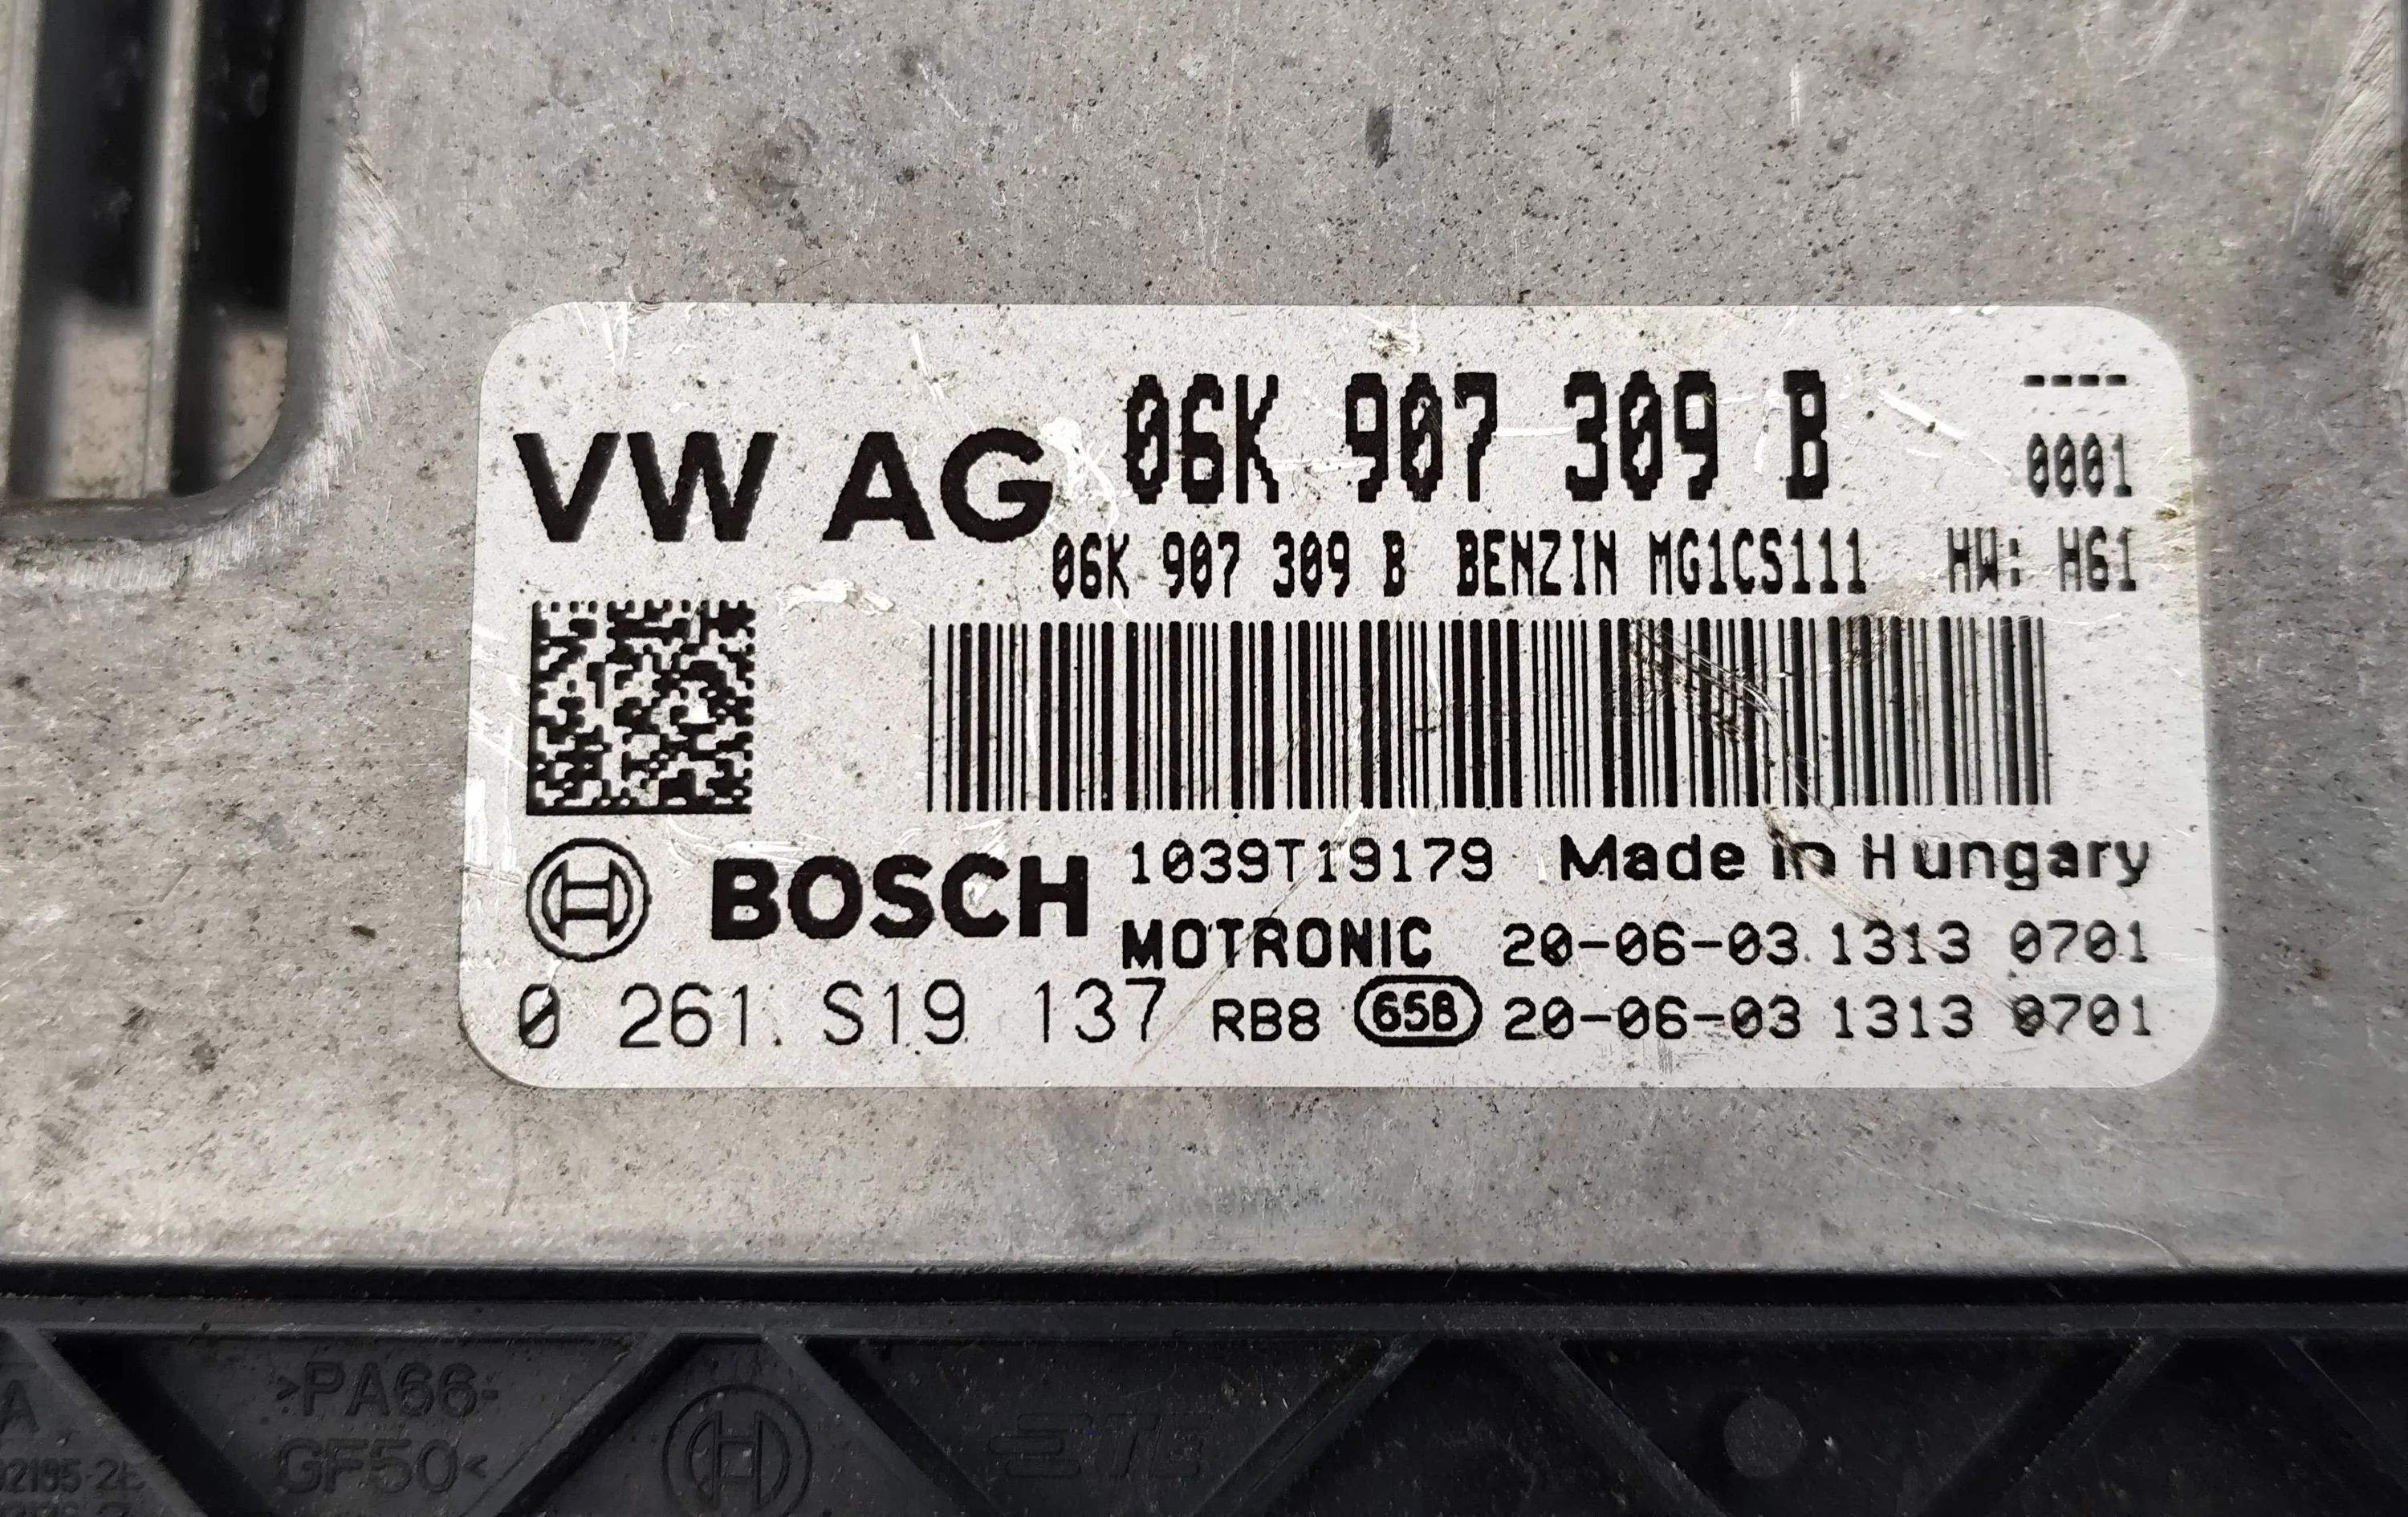 VW AG 06K 907 309 B ----
0001
06K 907 309 B BENZIN MG1CS111 HW: H61
BOSCH 1039T19179 Made in Hungary
MOTRONIC 20-06-03 1313 0701
0 261 S19 137 RB8 65B 20-06-03 1313 0701
>PA66-
GF50<